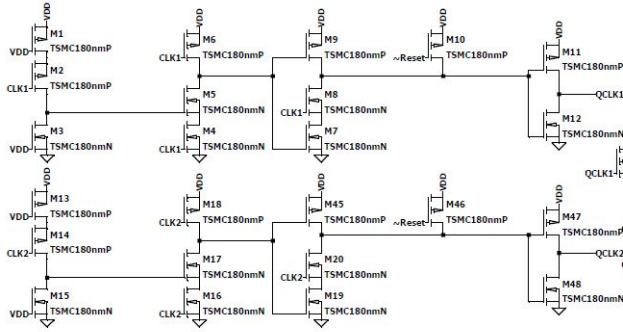 VDD VDD VDD VDD VDD
M1 M6 M9 M10 M11
VDD TSMC180nmP CLK1 TSMC180nmP TSMC180nmP ~Reset TSMC180nmP TSMC180nmP
M2
CLK1 TSMC180nmP M5 M8 QCLK1
TSMC180nmN CLK1 TSMC180nmN M12
M3 M4 M7 TSMC180nmN
VDD TSMC180nmN CLK1 TSMC180nmN TSMC180nmN
QCLK1
VDD VDD VDD VDD VDD
M13 M18 M45 M46 M47
VDD TSMC180nmP CLK2 TSMC180nmP TSMC180nmP ~Reset TSMC180nmP TSMC180nmP
M14
CLK2 TSMC180nmP M17 M20 QCLK2
TSMC180nmN CLK2 TSMC180nmN M48
M15 M16 M19 TSMC180nmN
VDD TSMC180nmN CLK2 TSMC180nmN TSMC180nmN